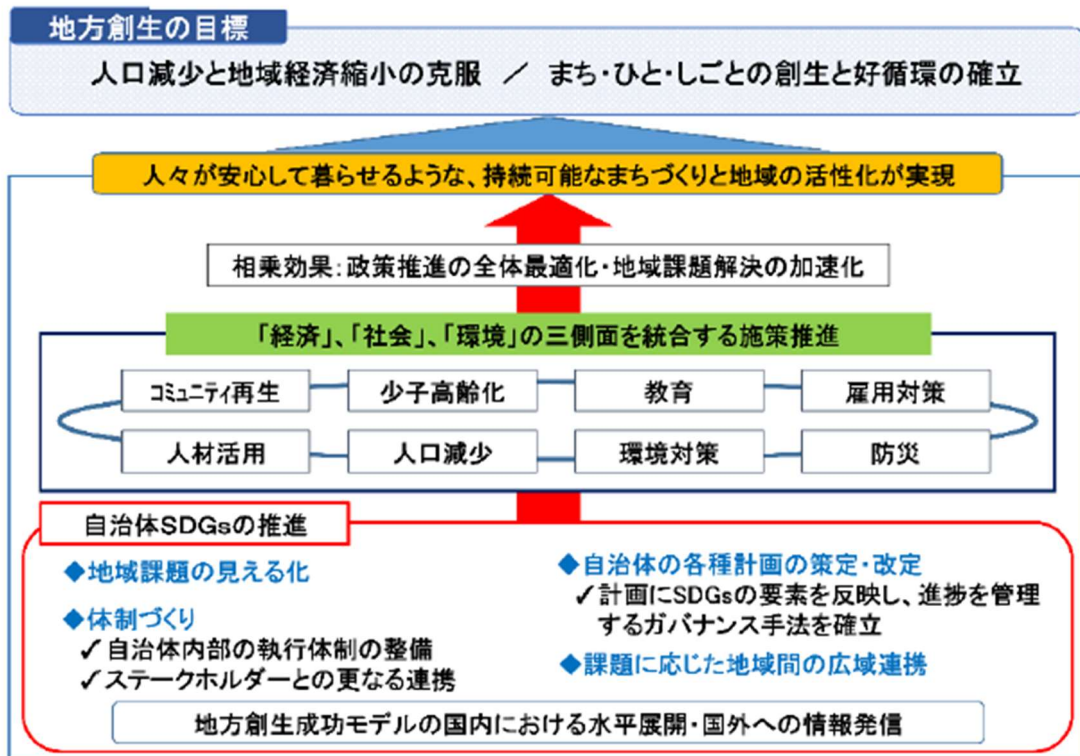 地方創生の目標
人口減少と地域経済縮小の克服 ／ まち・ひと・しごとの創生と好循環の確立
人々が安心して暮らせるような、持続可能なまちづくりと地域の活性化が実現
相乗効果：政策推進の全体最適化・地域課題解決の加速化
「経済」、「社会」、「環境」の三側面を統合する施策推進
コミュニティ再生 少子高齢化 教育 雇用対策
人材活用 人口減少 環境対策 防災
自治体SDGsの推進
◆地域課題の見える化
◆体制づくり
✓自治体内部の執行体制の整備
✓ステークホルダーとの更なる連携
◆自治体の各種計画の策定・改定
✓計画にSDGsの要素を反映し、進捗を管理
するガバナンス手法を確立
◆課題に応じた地域間の広域連携
地方創生成功モデルの国内における水平展開・国外への情報発信